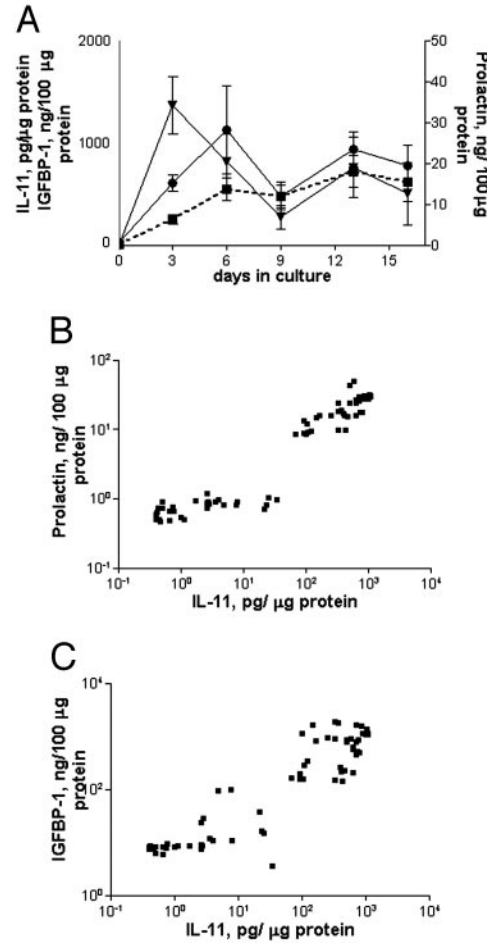 A
IL-11, pg/µg protein
IGFBP-1, ng/100 µg
protein
2000
1000
0
50
40
30
20
10
0
Prolactin, ng/ 100 µg
protein
0
3
6
9
12
15
days in culture
B
Prolactin, ng/ 100 µg
protein
10²
10¹
10⁰
10⁻¹
10⁻¹
10⁰
10¹
10²
10³
10⁴
IL-11, pg/ µg protein
C
IGFBP-1, ng/100 µg
protein
10⁴
10²
10⁰
10⁻¹
10⁰
10¹
10²
10³
10⁴
IL-11, pg/ µg protein